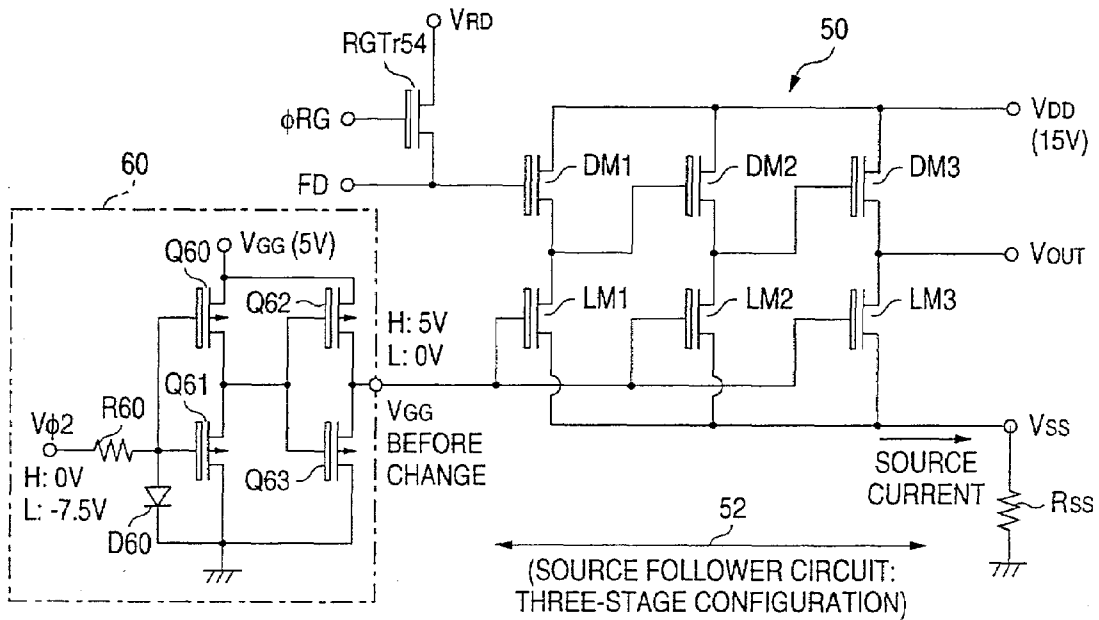 VRD
RGTr54
50
φRG
VDD
(15V)
60
FD
DM1
DM2
DM3
VGG (5V)
Q60
VOUT
Q62
H: 5V
L: 0V
LM1
LM2
LM3
Q61
Vφ2
R60
VGG
BEFORE
CHANGE
VSS
H: 0V
L: -7.5V
Q63
SOURCE
CURRENT
RSS
D60
52
(SOURCE FOLLOWER CIRCUIT:
THREE-STAGE CONFIGURATION)